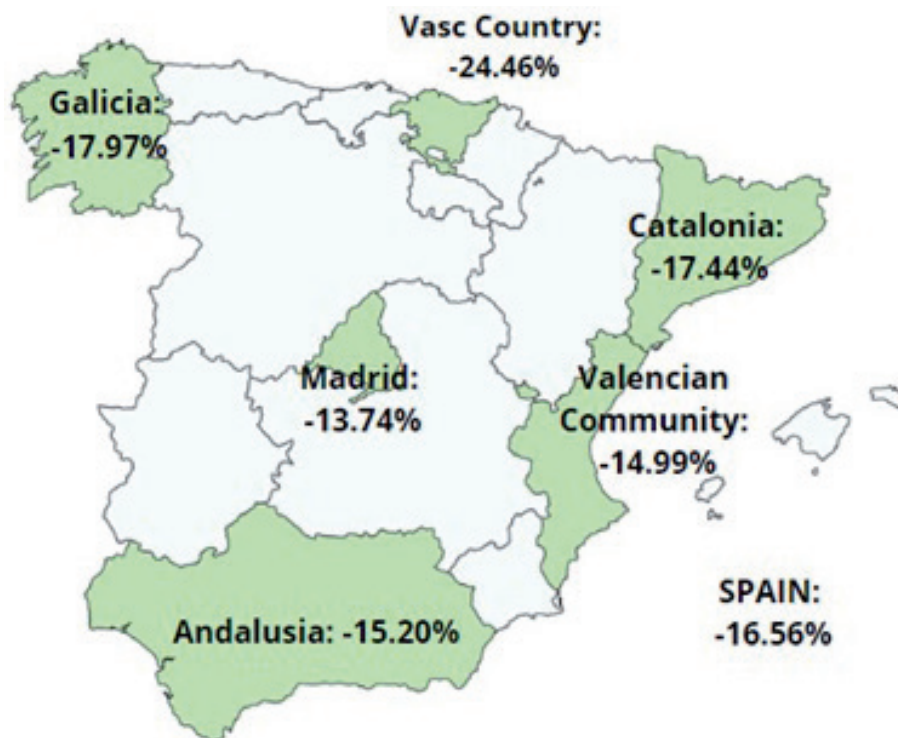 Vasc Country:
-24.46%
Galicia:
-17.97%
Catalonia:
-17.44%
Madrid:
-13.74%
Valencian
Community:
-14.99%
Andalusia: -15.20%
SPAIN:
-16.56%